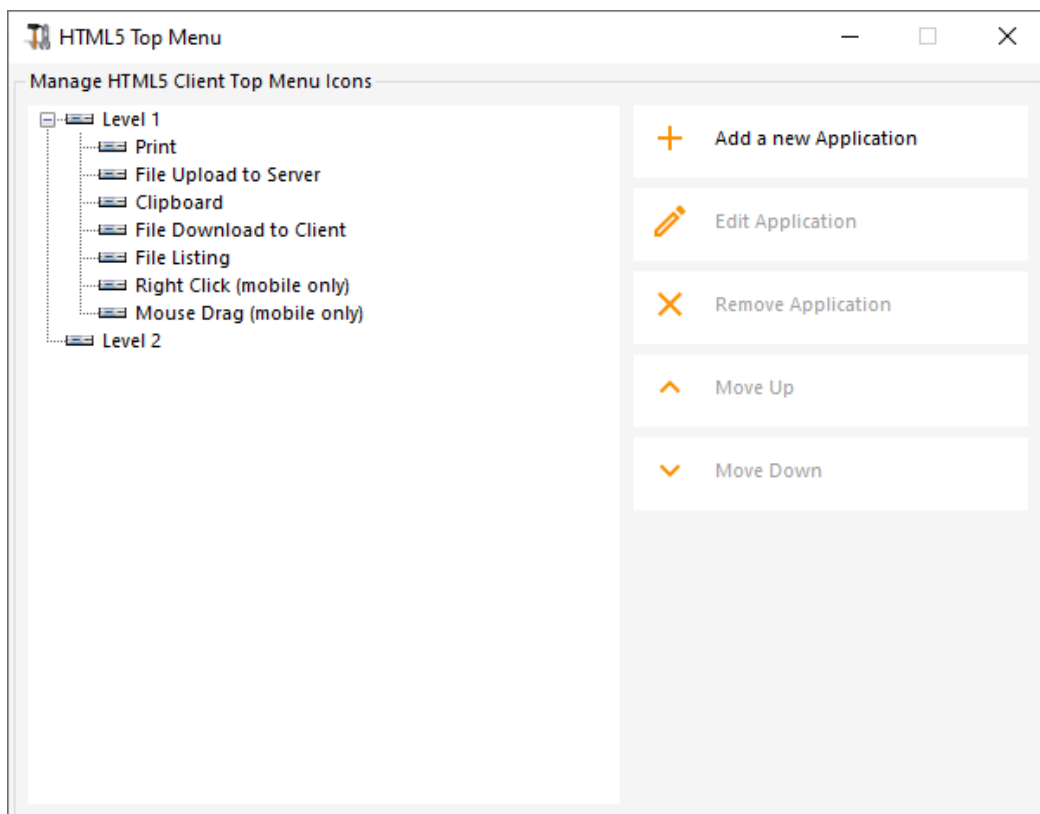 HTML5 Top Menu
Manage HTML5 Client Top Menu Icons
Level 1
Print
File Upload to Server
Clipboard
File Download to Client
File Listing
Right Click (mobile only)
Mouse Drag (mobile only)
Level 2
Add a new Application
Edit Application
Remove Application
Move Up
Move Down